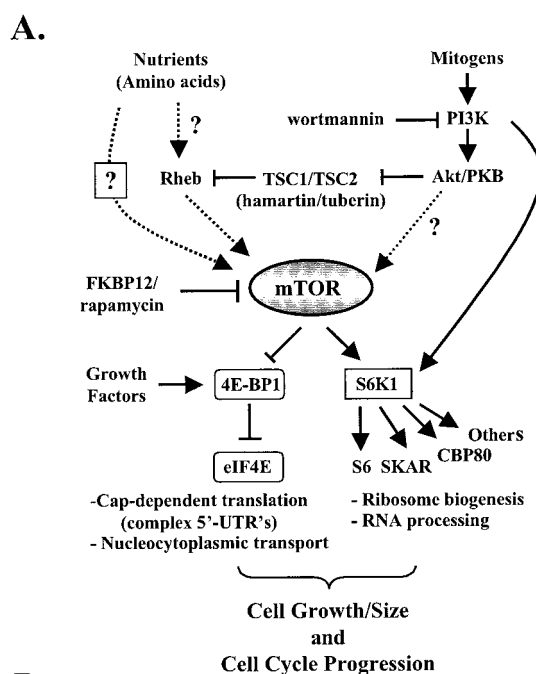 A.
Nutrients
(Amino acids)
Mitogens
?
wortmannin
PI3K
?
Rheb
TSC1/TSC2
(hamartin/tuberin)
Akt/PKB
?
FKBP12/
rapamycin
mTOR
Growth
Factors
4E-BP1
S6K1
eIF4E
S6
SKAR
CBP80
Others
-Cap-dependent translation
(complex 5'-UTR's)
- Nucleocytoplasmic transport
- Ribosome biogenesis
- RNA processing
Cell Growth/Size
and
Cell Cycle Progression